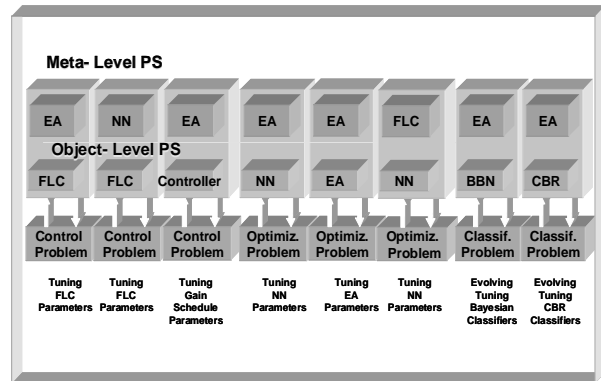 Meta- Level PS
EA NN EA EA EA FLC EA EA
Object- Level PS
FLC FLC Controller NN EA NN BBN CBR
Control Control Control Optimiz. Optimiz. Optimiz. Classif. Classif.
Problem Problem Problem Problem Problem Problem Problem Problem
Tuning Tuning Tuning Tuning Tuning Tuning Evolving Evolving
FLC FLC Gain NN EA NN Tuning Tuning
Parameters Parameters Schedule Parameters Parameters Parameters Bayesian CBR
Parameters Classifiers Classifiers